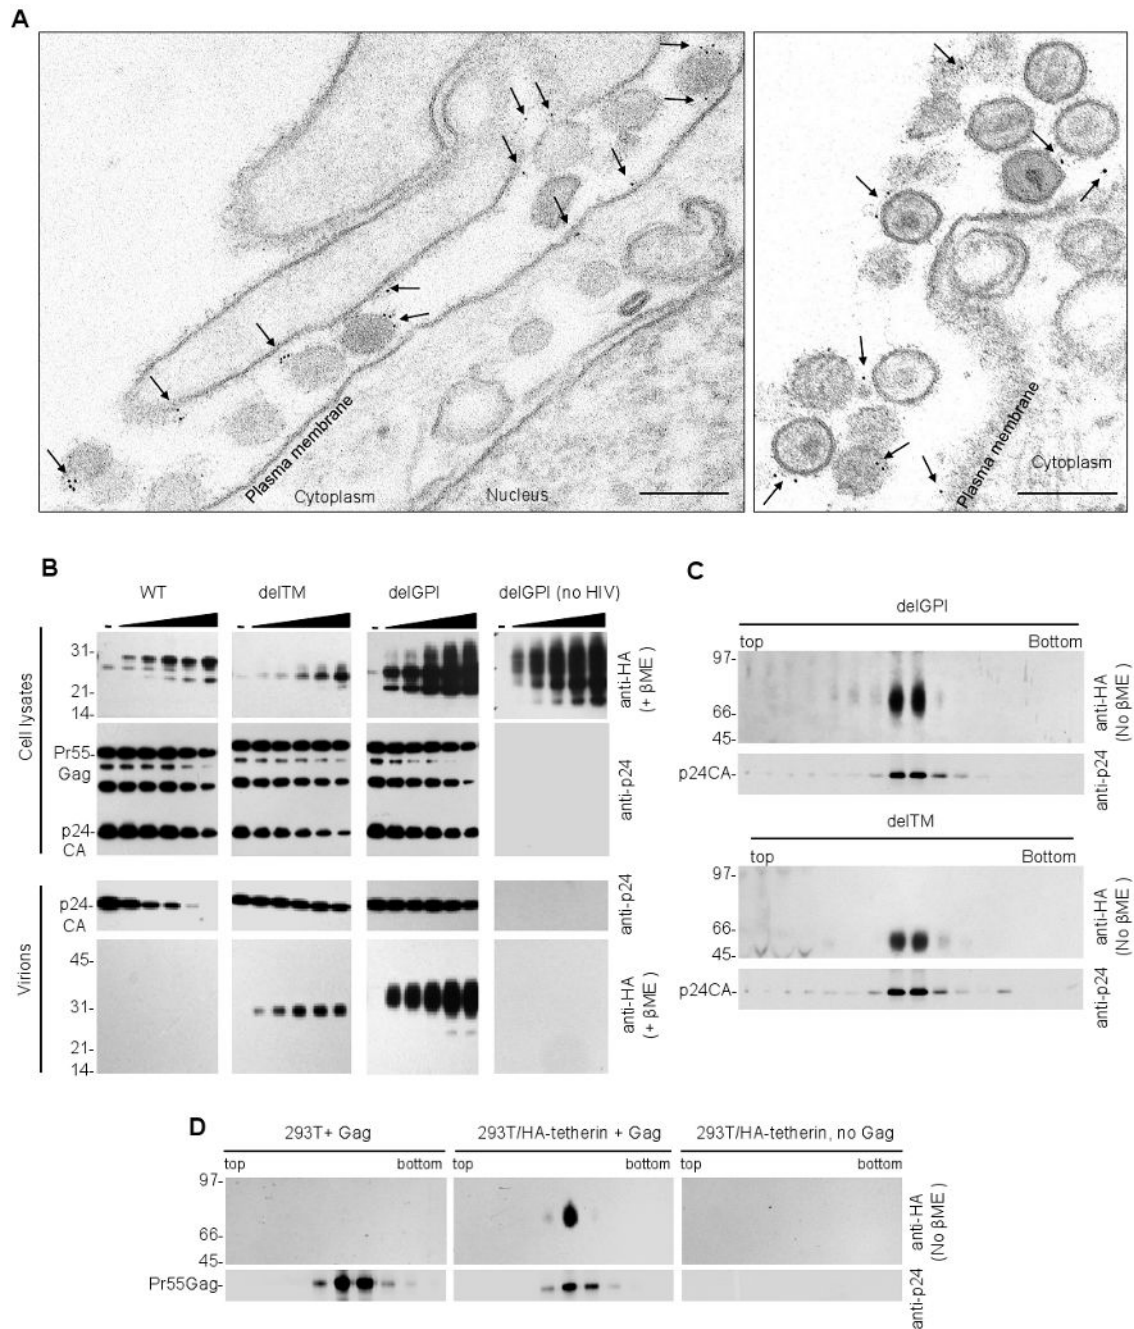 A
Plasma membrane
Cytoplasm
Nucleus
Plasma membrane
Cytoplasm
B
WT
delTM
delGPI
delGPI (no HIV)
Cell lysates
31-
21-
14-
anti-HA
(+ βME)
Pr55-
Gag
p24-
CA
anti-p24
Virions
p24-
CA
anti-p24
45-
31-
21-
14-
anti-HA
(+ βME)
C
delGPI
top
Bottom
97-
66-
45-
anti-HA
(No βME)
p24CA-
anti-p24
delTM
top
Bottom
97-
66-
45-
anti-HA
(No βME)
p24CA-
anti-p24
D
293T+ Gag
293T/HA-tetherin + Gag
293T/HA-tetherin, no Gag
top
bottom
top
bottom
top
bottom
97-
66-
45-
anti-HA
(No βME)
Pr55Gag-
anti-p24